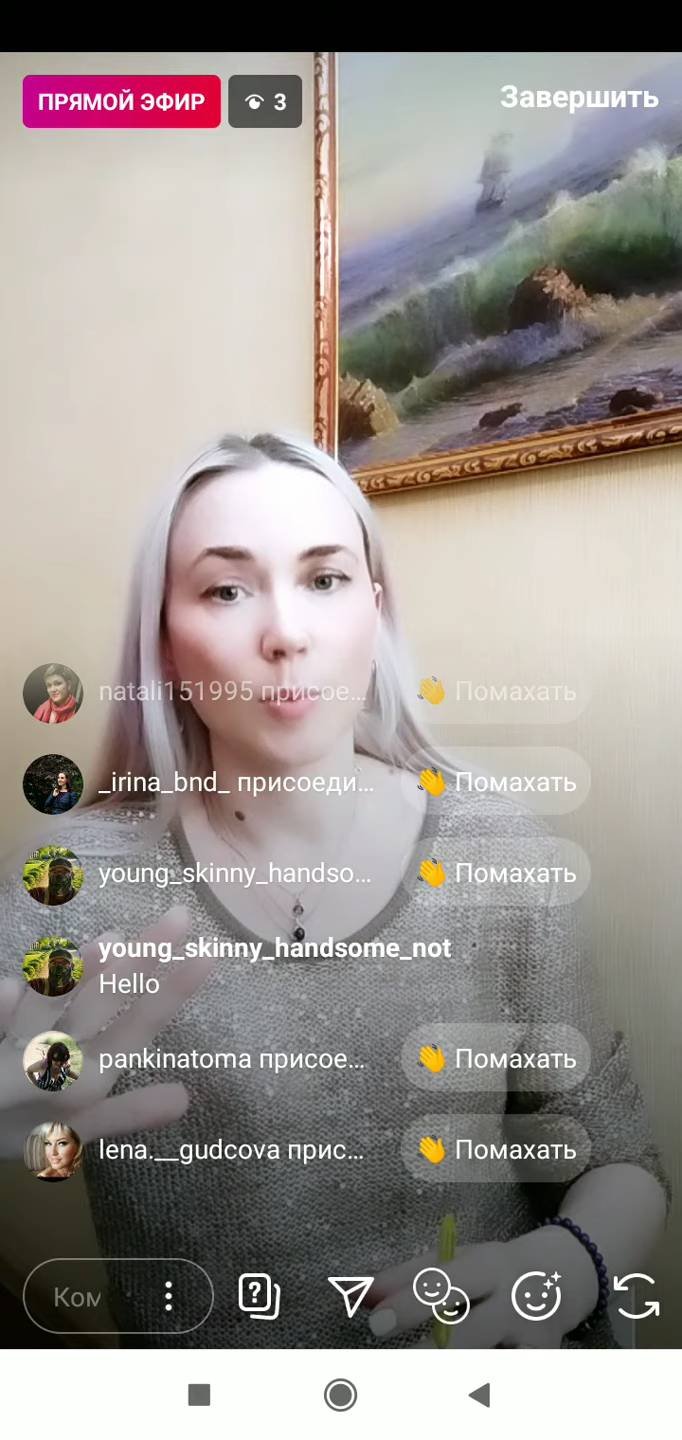 ПРЯМОЙ ЭФИР
3
Завершить
natali151995 присое...
👋 Помахать
_irina_bnd_ присоеди...
👋 Помахать
young_skinny_handso...
👋 Помахать
young_skinny_handsome_not
Hello
pankinatoma присое...
👋 Помахать
lena.__gudcova прис...
👋 Помахать
Ком